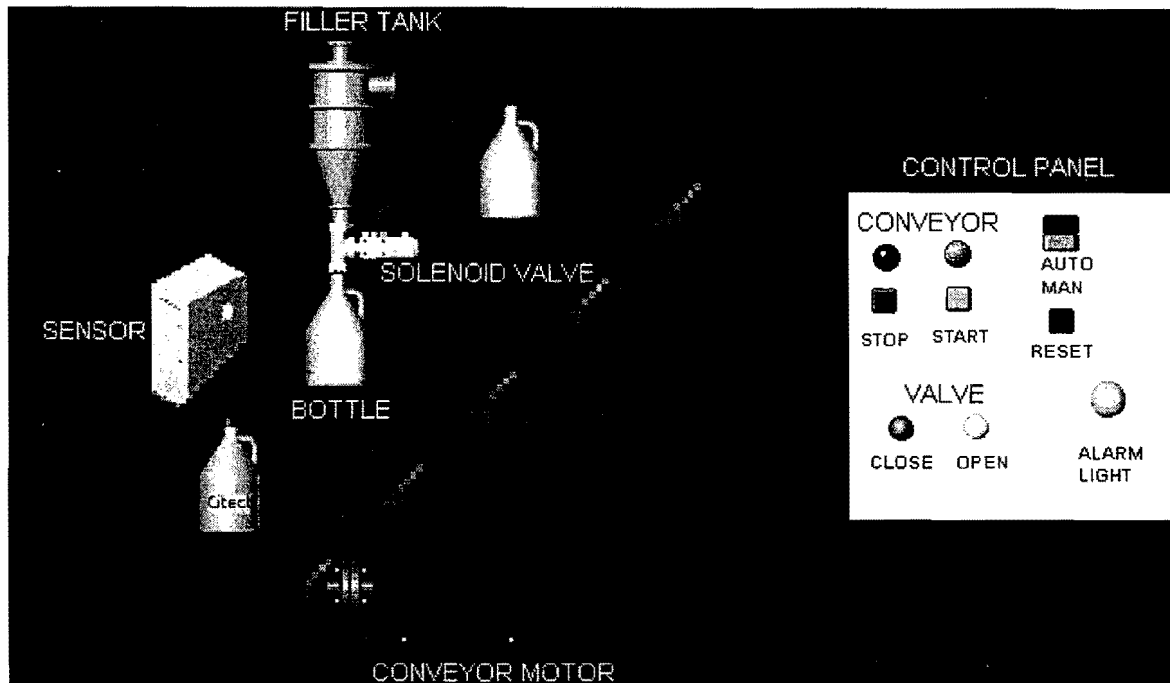 FILLER TANK
CONTROL PANEL
CONVEYOR
AUTO
MAN
SOLENOID VALVE
SENSOR
STOP
START
RESET
BOTTLE
VALVE
CLOSE
OPEN
ALARM
LIGHT
Citect
CONVEYOR MOTOR